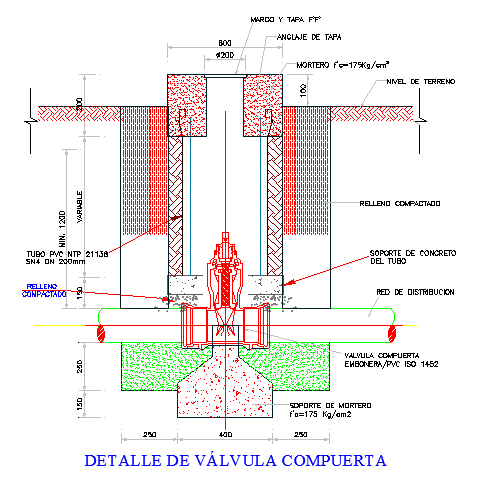 MARCO Y TAPA F°F°
ANCLAJE DE TAPA
600
Ø200
MORTERO f'c=175Kg/cm²
NIVEL DE TERRENO
200
100
VARIABLE
MIN. 1200
RELLENO COMPACTADO
TUBO PVC NTP 21138
SN4 DN 200mm
SOPORTE DE CONCRETO
DEL TUBO
RELLENO
COMPACTADO
150
RED DE DISTRIBUCION
VALVULA COMPUERTA
EMBONERA/PVC ISO 1452
250
SOPORTE DE MORTERO
f'c=175 Kg/cm2
150
250
400
250
DETALLE DE VÁLVULA COMPUERTA